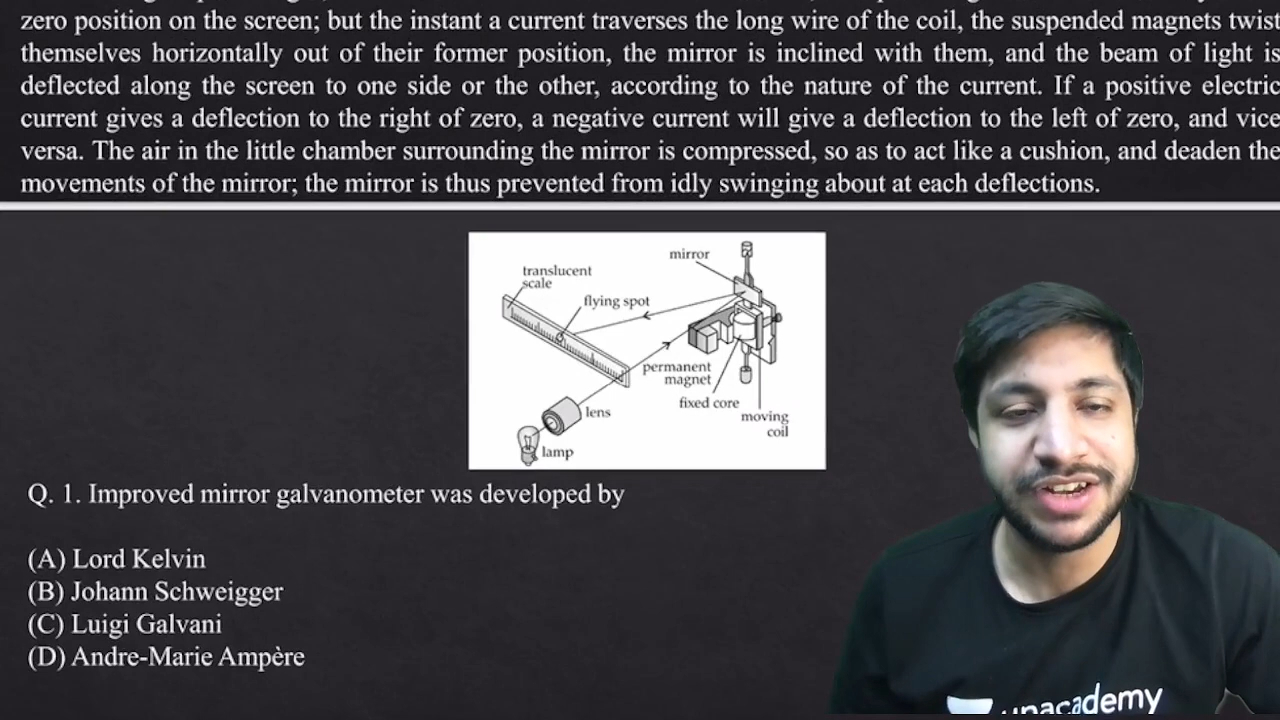 zero position on the screen; but the instant a current traverses the long wire of the coil, the suspended magnets twist
themselves horizontally out of their former position, the mirror is inclined with them, and the beam of light is
deflected along the screen to one side or the other, according to the nature of the current. If a positive electric
current gives a deflection to the right of zero, a negative current will give a deflection to the left of zero, and vice
versa. The air in the little chamber surrounding the mirror is compressed, so as to act like a cushion, and deaden the
movements of the mirror; the mirror is thus prevented from idly swinging about at each deflections.
mirror
translucent
scale
flying spot
permanent
magnet
fixed core
moving
coil
lens
lamp
Q. 1. Improved mirror galvanometer was developed by
(A) Lord Kelvin
(B) Johann Schweigger
(C) Luigi Galvani
(D) Andre-Marie Ampère
unacademy